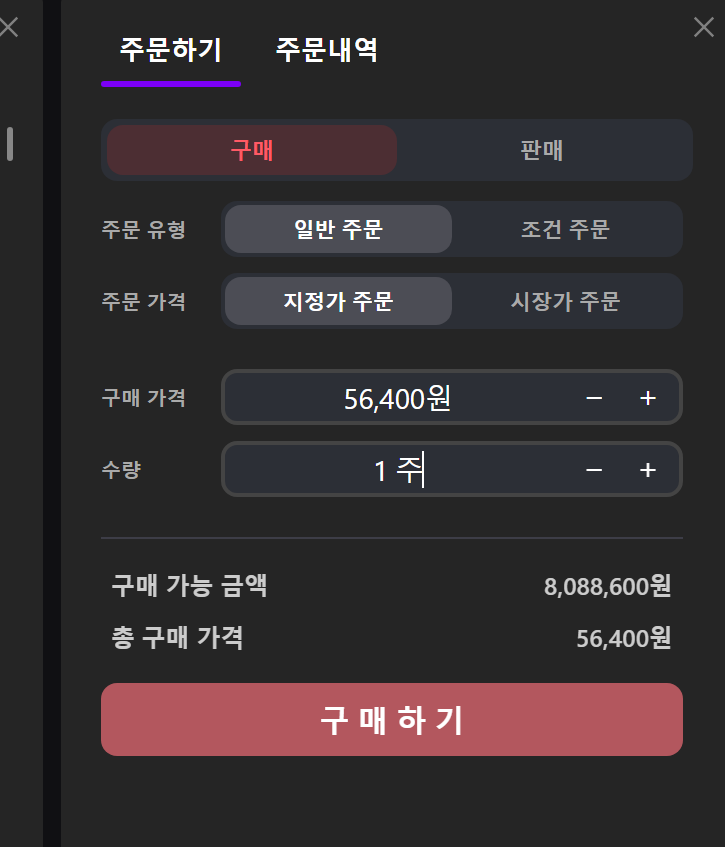 주문하기 주문내역
구매 판매
주문 유형 일반 주문 조건 주문
주문 가격 지정가 주문 시장가 주문
구매 가격 56,400원 − +
수량 1 주 − +
구매 가능 금액 8,088,600원
총 구매 가격 56,400원
구 매 하 기